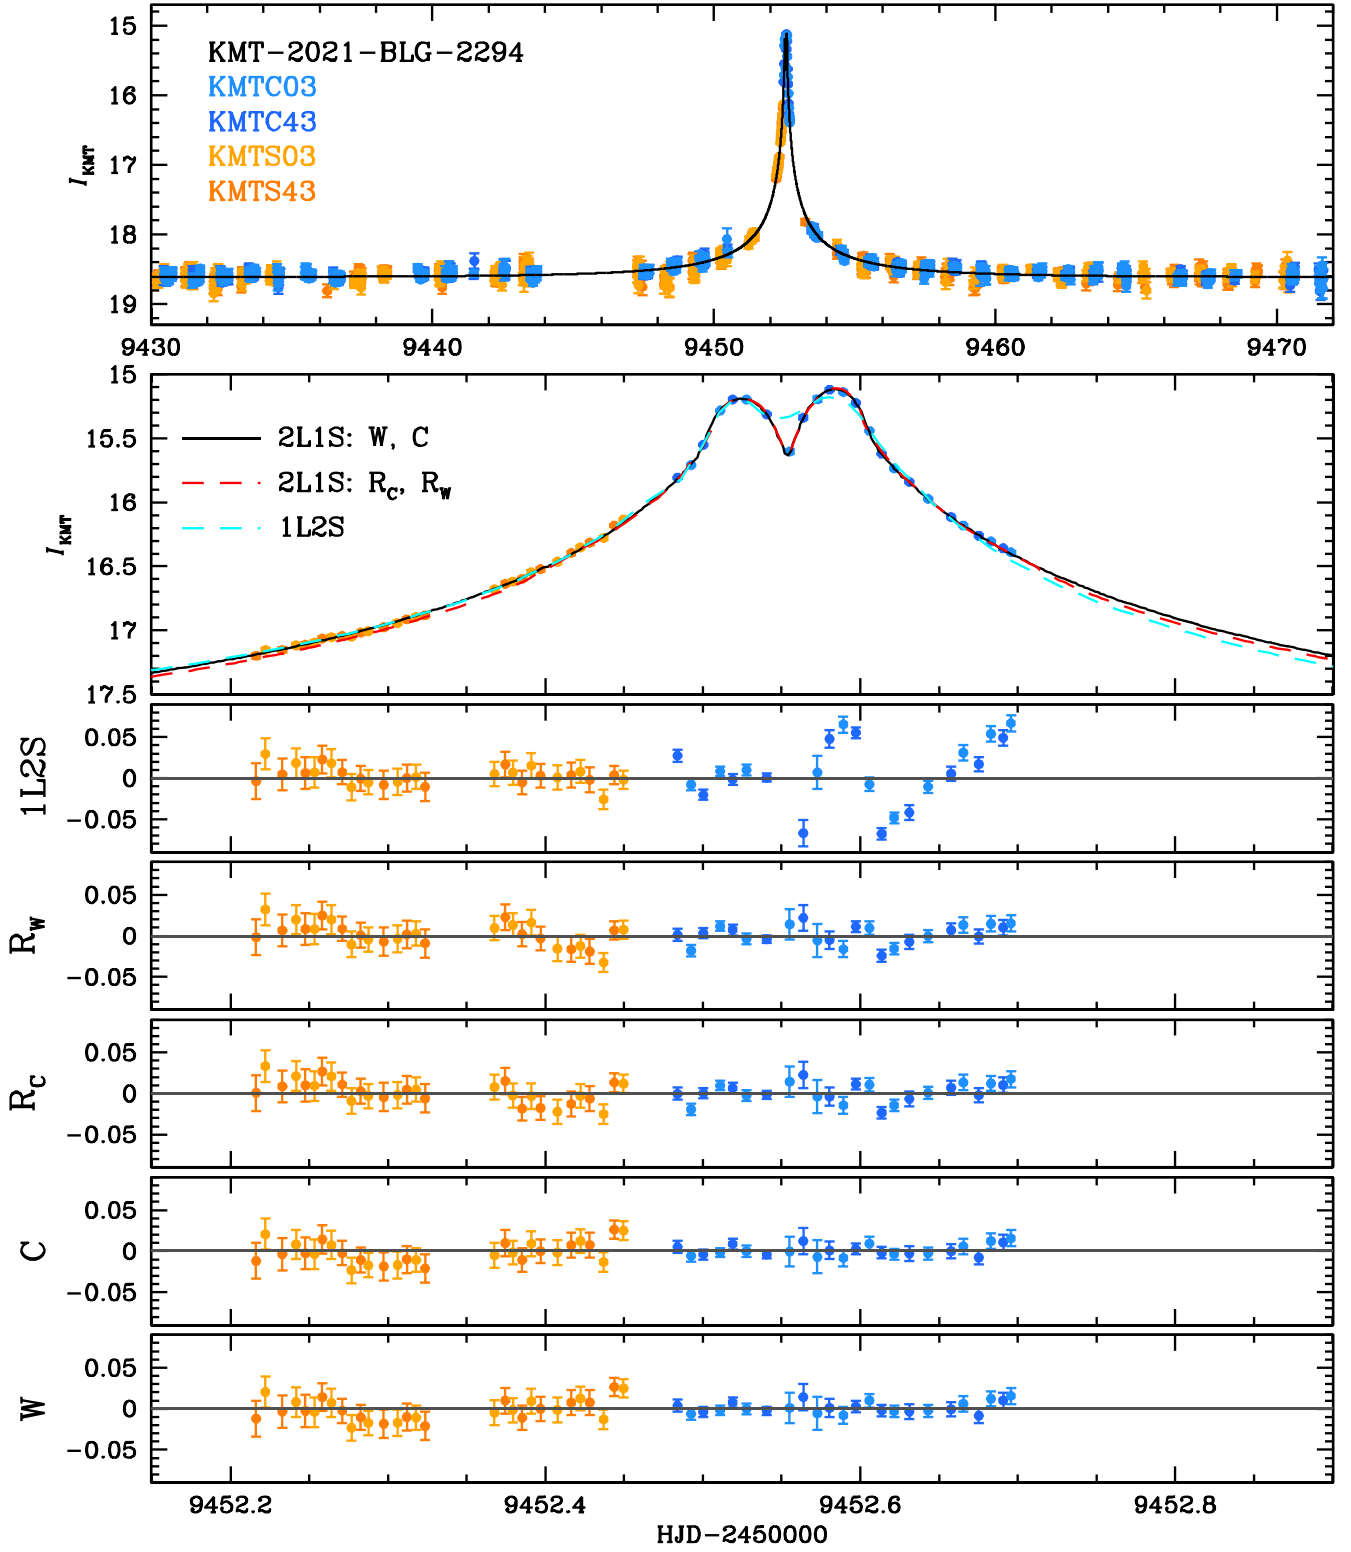 15
16
17
18
19
I_KMT
KMT-2021-BLG-2294
KMTC03
KMTC43
KMTS03
KMTS43
9430 9440 9450 9460 9470
15
15.5
16
16.5
17
17.5
I_KMT
2L1S: W, C
2L1S: R_C, R_W
1L2S
1L2S
0.05
0
-0.05
R_W
0.05
0
-0.05
R_C
0.05
0
-0.05
C
0.05
0
-0.05
W
0.05
0
-0.05
9452.2 9452.4 9452.6 9452.8
HJD-2450000